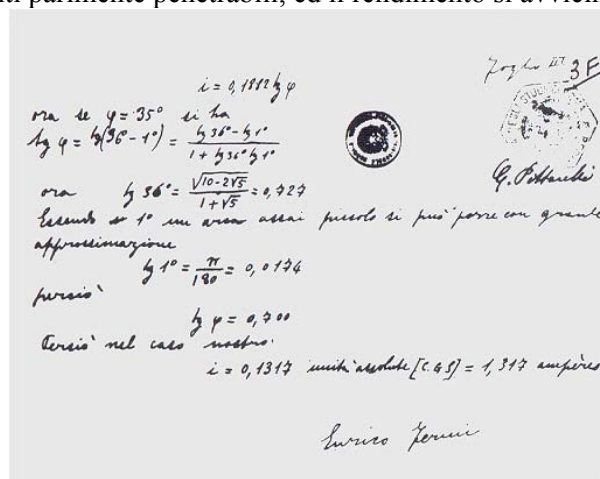 parimente penetrabili, ed il rendimento si avvien
Foglio III 3F
i = 0,1882 tg φ
ora se φ = 35° si ha
tg φ = tg(36° - 1°) = (tg 36° - tg 1°) / (1 + tg 36° tg 1°)
G. Pittarelli
ora tg 36° = √(10-2√5) / (1+√5) = 0,727
Essendo 1° un arco assai piccolo si può porre con grande
approssimazione
tg 1° = π/180 = 0,0174
perciò
tg φ = 0,700
Perciò nel caso nostro:
i = 0,1317 unità assolute [C.G.S] = 1,317 ampères
Enrico Fermi